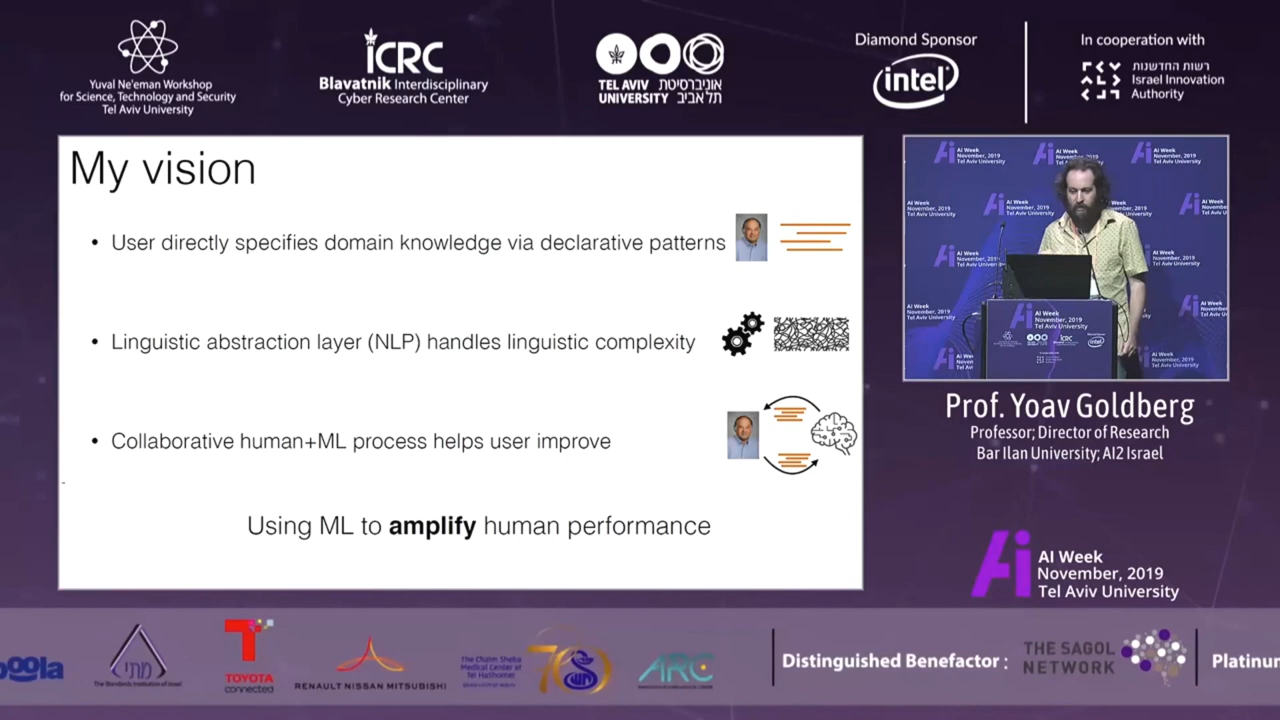 Yuval Ne'eman Workshop
for Science, Technology and Security
Tel Aviv University
iCRC
Blavatnik Interdisciplinary
Cyber Research Center
TEL AVIV אוניברסיטת
UNIVERSITY תל אביב
Diamond Sponsor
intel
In cooperation with
רשות החדשנות
Israel Innovation
Authority
My vision
• User directly specifies domain knowledge via declarative patterns
• Linguistic abstraction layer (NLP) handles linguistic complexity
• Collaborative human+ML process helps user improve
Using ML to amplify human performance
AI Week
November, 2019
Tel Aviv University
Prof. Yoav Goldberg
Professor; Director of Research
Bar Ilan University; AI2 Israel
Ai
AI Week
November, 2019
Tel Aviv University
TOYOTA
connected
RENAULT NISSAN MITSUBISHI
The Chaim Sheba
Medical Center at
Tel HaShomer
70
ARC
Distinguished Benefactor :
THE SAGOL
NETWORK
Platinu